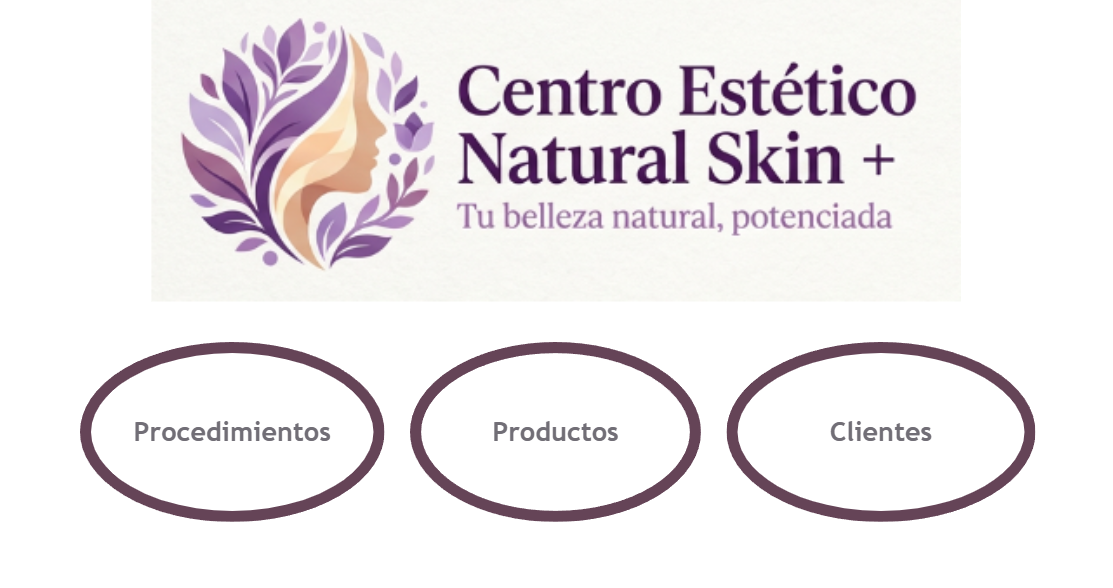 Centro Estético
Natural Skin +
Tu belleza natural, potenciada
Procedimientos
Productos
Clientes